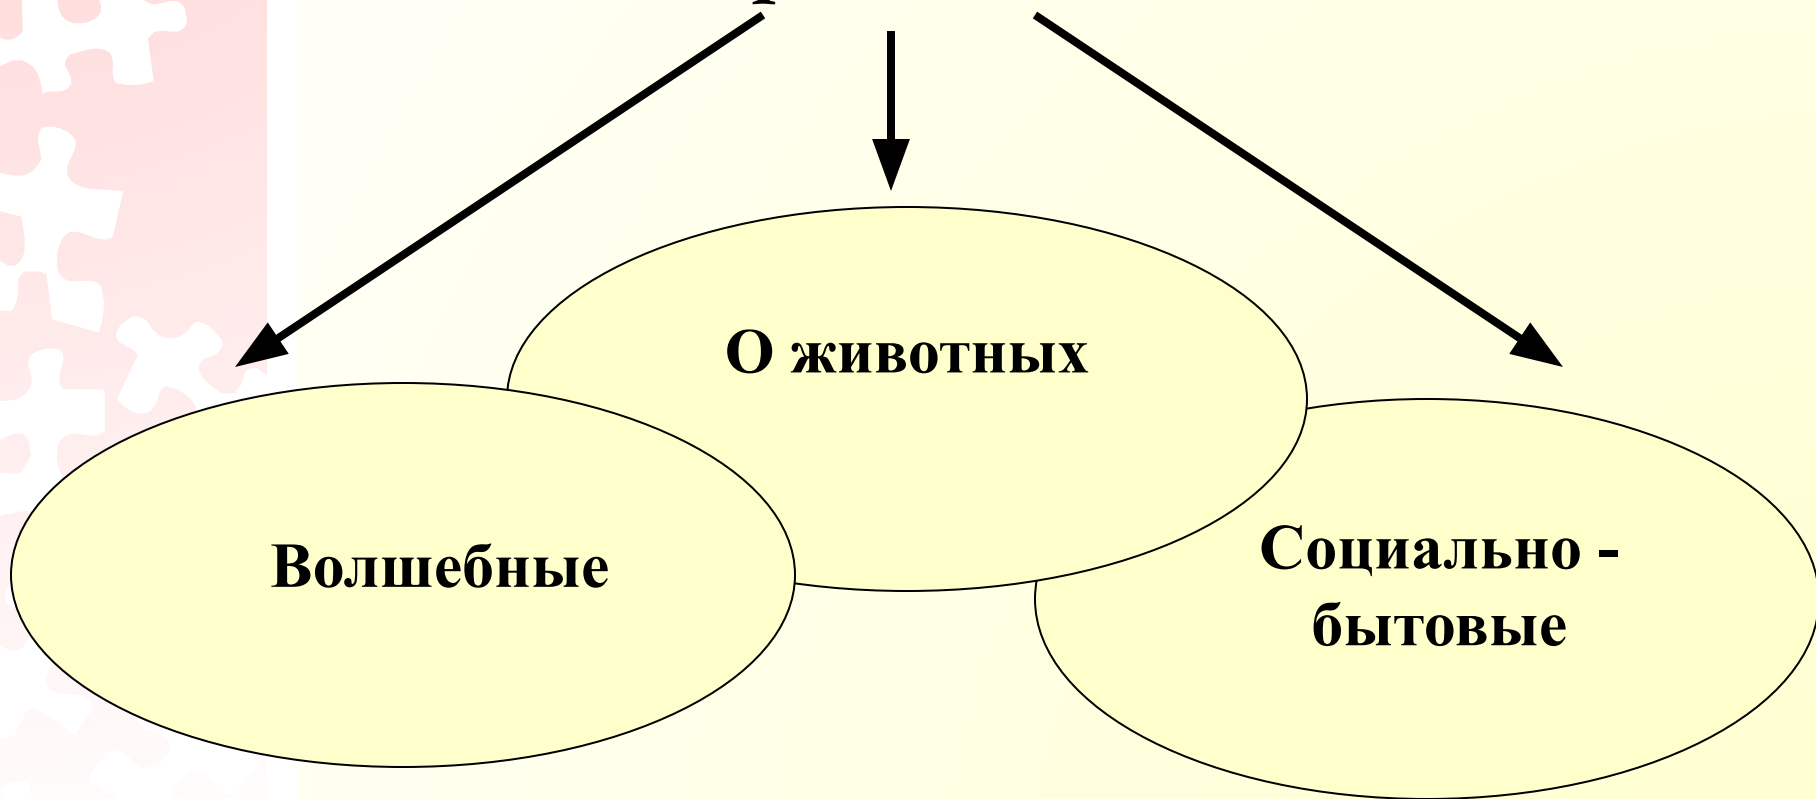 О животных
Волшебные
Социально -
бытовые